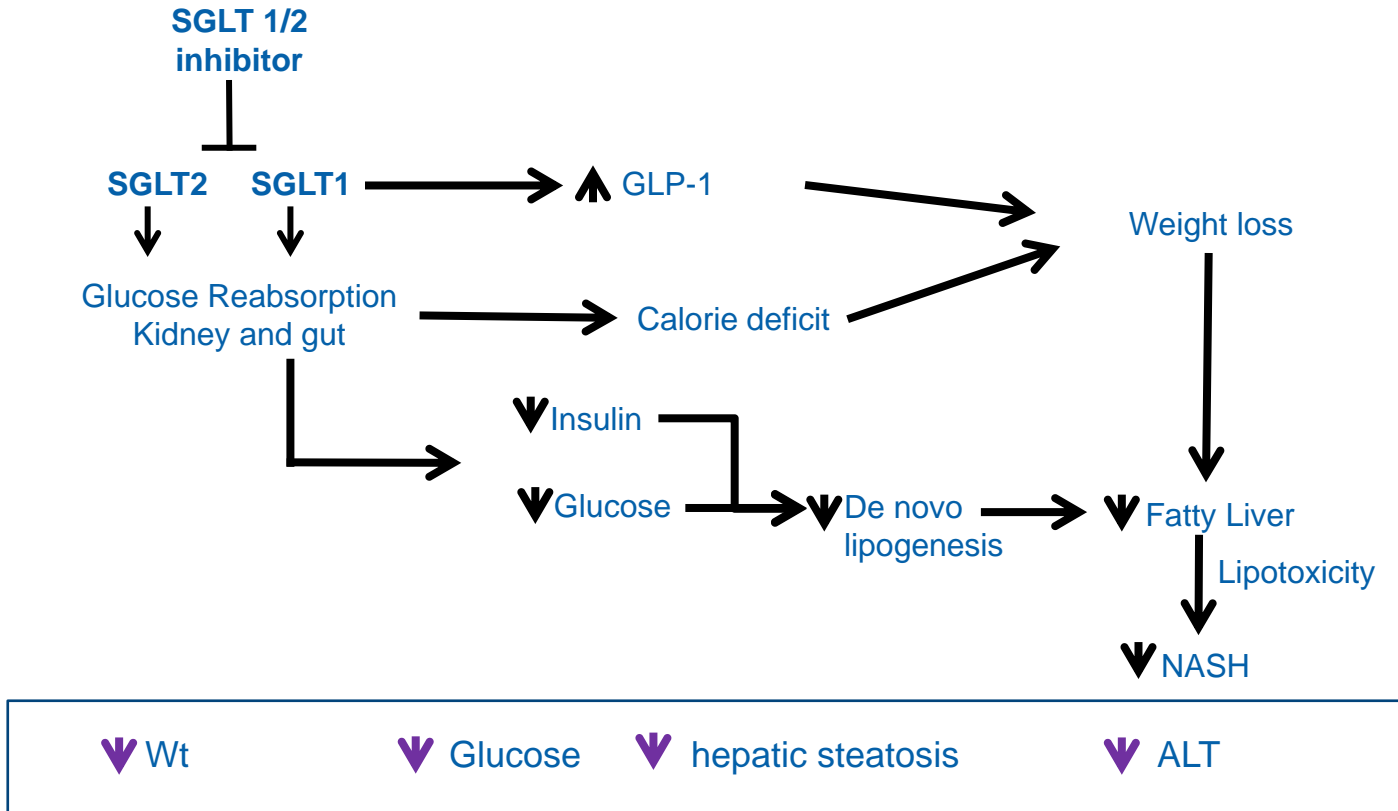 SGLT 1/2
inhibitor
SGLT2 SGLT1 GLP-1
Weight loss
Glucose Reabsorption
Kidney and gut
Calorie deficit
Insulin
Glucose
De novo
lipogenesis
Fatty Liver
Lipotoxicity
NASH
Wt Glucose hepatic steatosis ALT